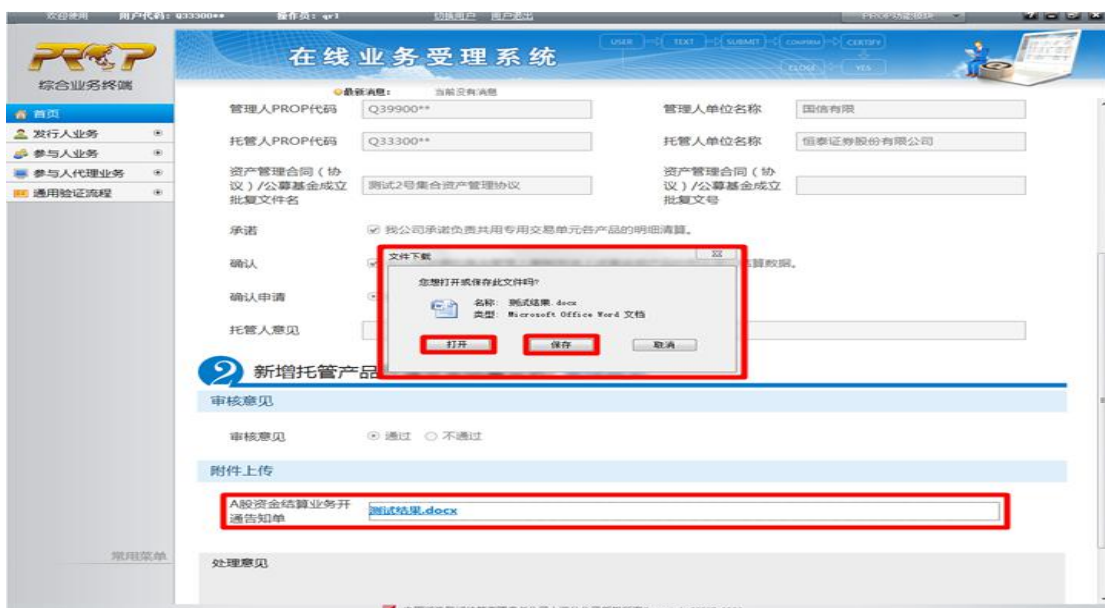 欢迎使用 用户代码：Q33300** 操作员：qr1 切换用户 用户退出 PROP功能模块
PROP
综合业务终端
在线业务受理系统
USER TEXT SUBMIT CONFIRM CERTIFY
CLOSE YES
最新消息： 当前没有消息
首页
发行人业务
参与人业务
参与人代理业务
通用验证流程
常用菜单
管理人PROP代码 Q39900** 管理人单位名称 国信有限
托管人PROP代码 Q33300** 托管人单位名称 恒泰证券股份有限公司
资产管理合同（协
议）/公募基金成立
批复文件名
测试2号集合资产管理协议
资产管理合同（协
议）/公募基金成立
批复文号
承诺 我公司承诺负责共用专用交易单元各产品的明细清算。
确认 结算数据。
确认申请
托管人意见
文件下载
您想打开或保存此文件吗?
名称： 测试结果.docx
类型： Microsoft Office Word 文档
打开 保存 取消
2 新增托管产品
审核意见
审核意见 通过 不通过
附件上传
A股资金结算业务开
通告知单
测试结果.docx
处理意见